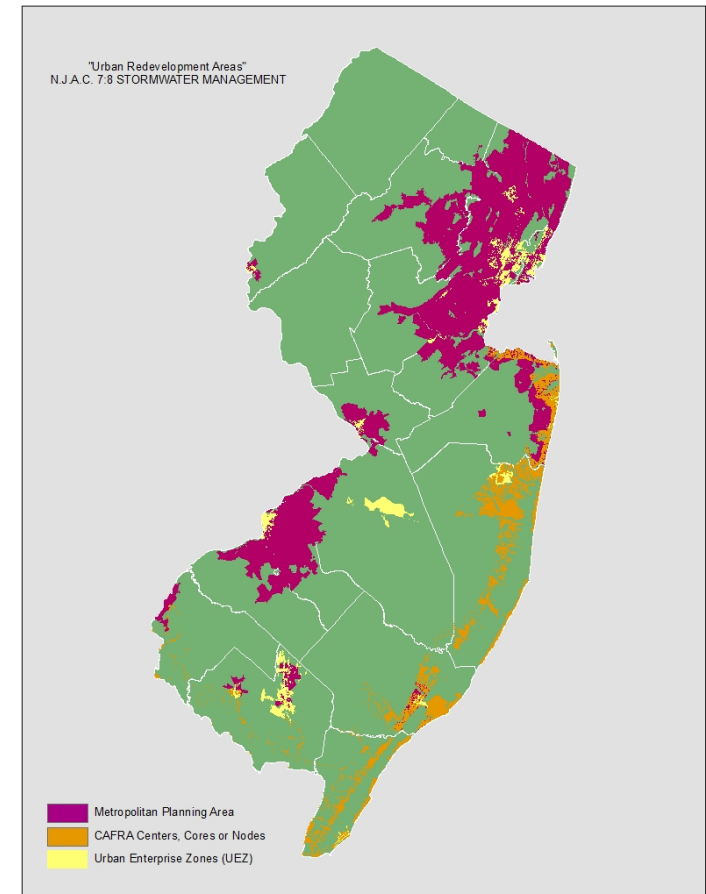 "Urban Redevelopment Areas"
N.J.A.C. 7:8 STORMWATER MANAGEMENT
Metropolitan Planning Area
CAFRA Centers, Cores or Nodes
Urban Enterprise Zones (UEZ)